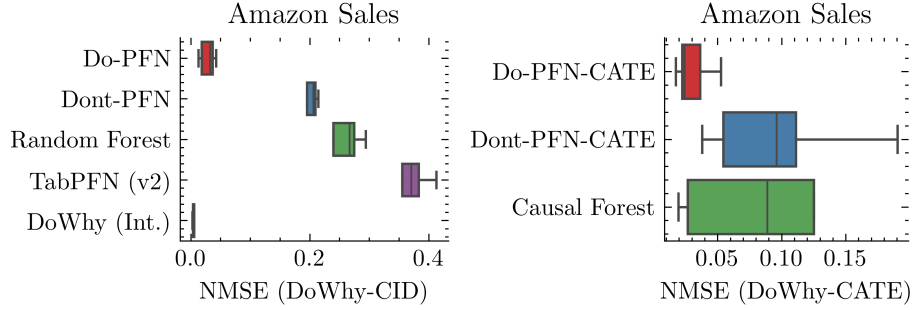 Amazon Sales
Do-PFN
Dont-PFN
Random Forest
TabPFN (v2)
DoWhy (Int.)
0.0 0.2 0.4
NMSE (DoWhy-CID)
Amazon Sales
Do-PFN-CATE
Dont-PFN-CATE
Causal Forest
0.05 0.10 0.15
NMSE (DoWhy-CATE)